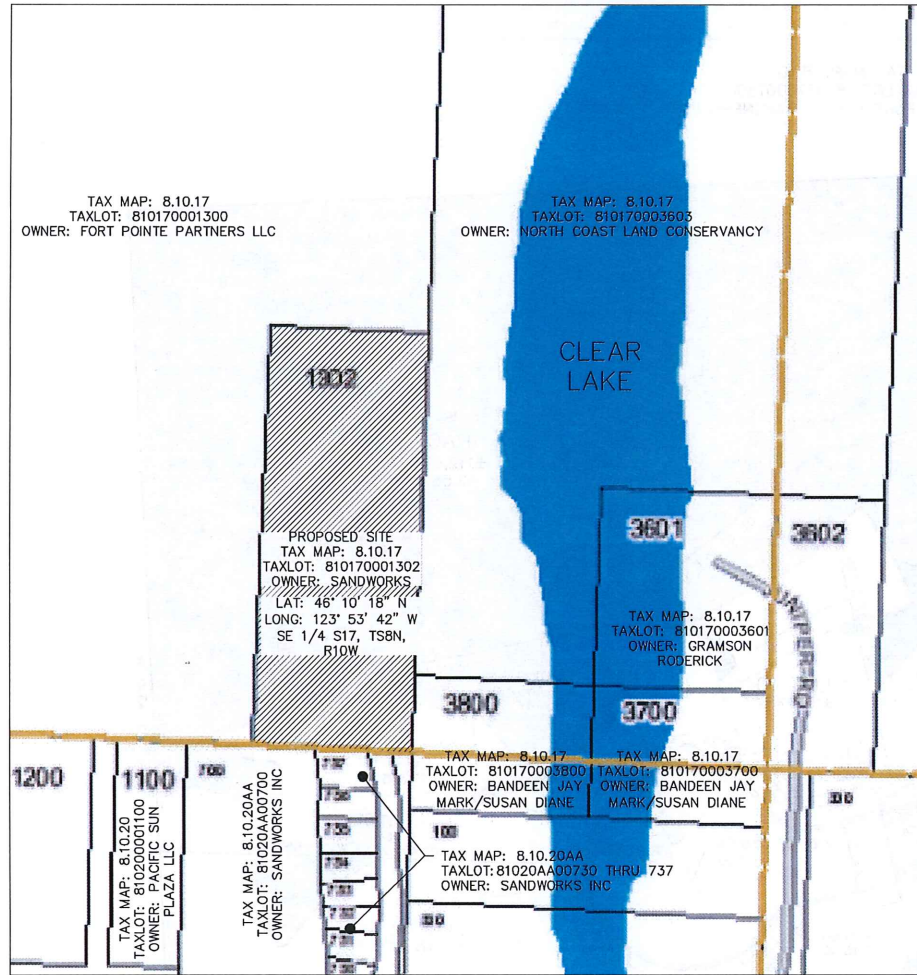 TAX MAP: 8.10.17
TAXLOT: 810170001300
OWNER: FORT POINTE PARTNERS LLC
TAX MAP: 8.10.17
TAXLOT: 810170003603
OWNER: NORTH COAST LAND CONSERVANCY
CLEAR
LAKE
1302
PROPOSED SITE
TAX MAP: 8.10.17
TAXLOT: 810170001302
OWNER: SANDWORKS
LAT: 46° 10' 18" N
LONG: 123° 53' 42" W
SE 1/4 S17, TS8N,
R10W
3601
3602
TAX MAP: 8.10.17
TAXLOT: 810170003601
OWNER: GRAMSON
RODERICK
JUNIPER RD
3800
3700
TAX MAP: 8.10.17
TAXLOT: 810170003800
OWNER: BANDEEN JAY
MARK/SUSAN DIANE
TAX MAP: 8.10.17
TAXLOT: 810170003700
OWNER: BANDEEN JAY
MARK/SUSAN DIANE
1200
1100
TAX MAP: 8.10.20
TAXLOT: 810200001100
OWNER: PACIFIC SUN
PLAZA LLC
700
TAX MAP: 8.10.20AA
TAXLOT: 81020AA00700
OWNER: SANDWORKS INC
100
TAX MAP: 8.10.20AA
TAXLOT:81020AA00730 THRU 737
OWNER: SANDWORKS INC